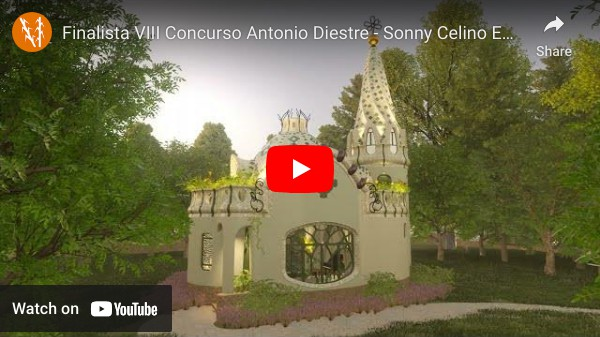 Finalista VIII Concurso Antonio Diestre - Sonny Celino E...
Share
Watch on YouTube